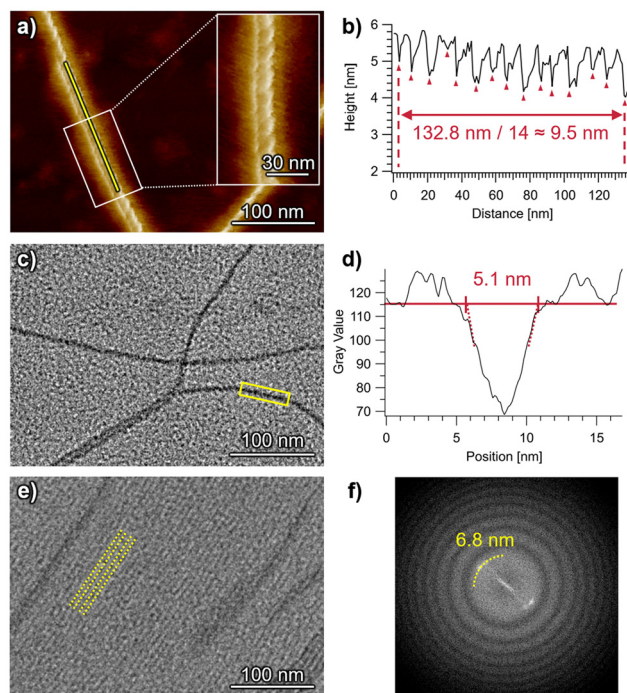 a)
30 nm
100 nm
b)
Height [nm]
6
5
4
3
2
132.8 nm / 14 ≈ 9.5 nm
0 20 40 60 80 100 120
Distance [nm]
c)
100 nm
d)
Gray Value
120
110
100
90
80
70
5.1 nm
0 5 10 15
Position [nm]
e)
100 nm
f)
6.8 nm